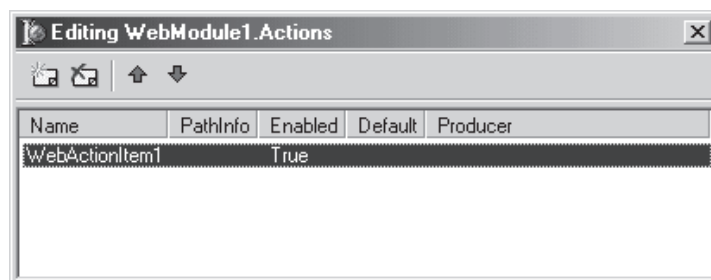 Editing WebModule1.Actions
Name PathInfo Enabled Default Producer
WebActionItem1 True